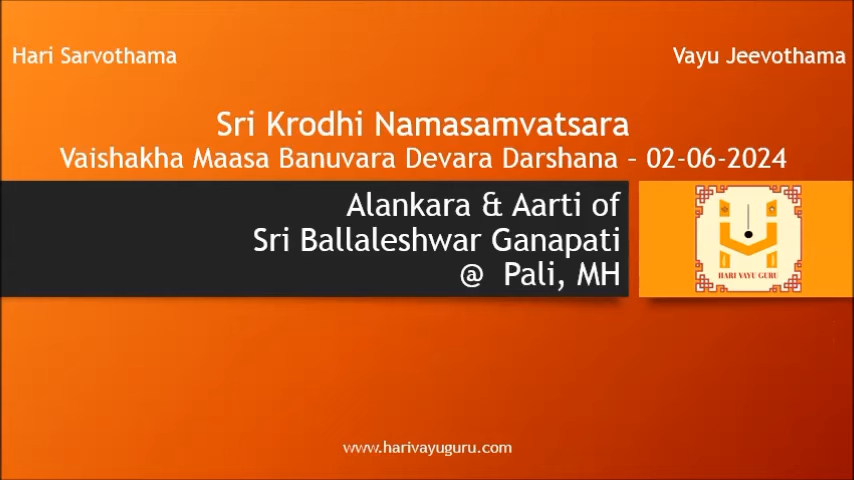 Hari Sarvothama
Vayu Jeevothama
Sri Krodhi Namasamvatsara
Vaishakha Maasa Banuvara Devara Darshana – 02-06-2024
Alankara & Aarti of
Sri Ballaleshwar Ganapati
@ Pali, MH
HARI VAYU GURU
www.harivayuguru.com